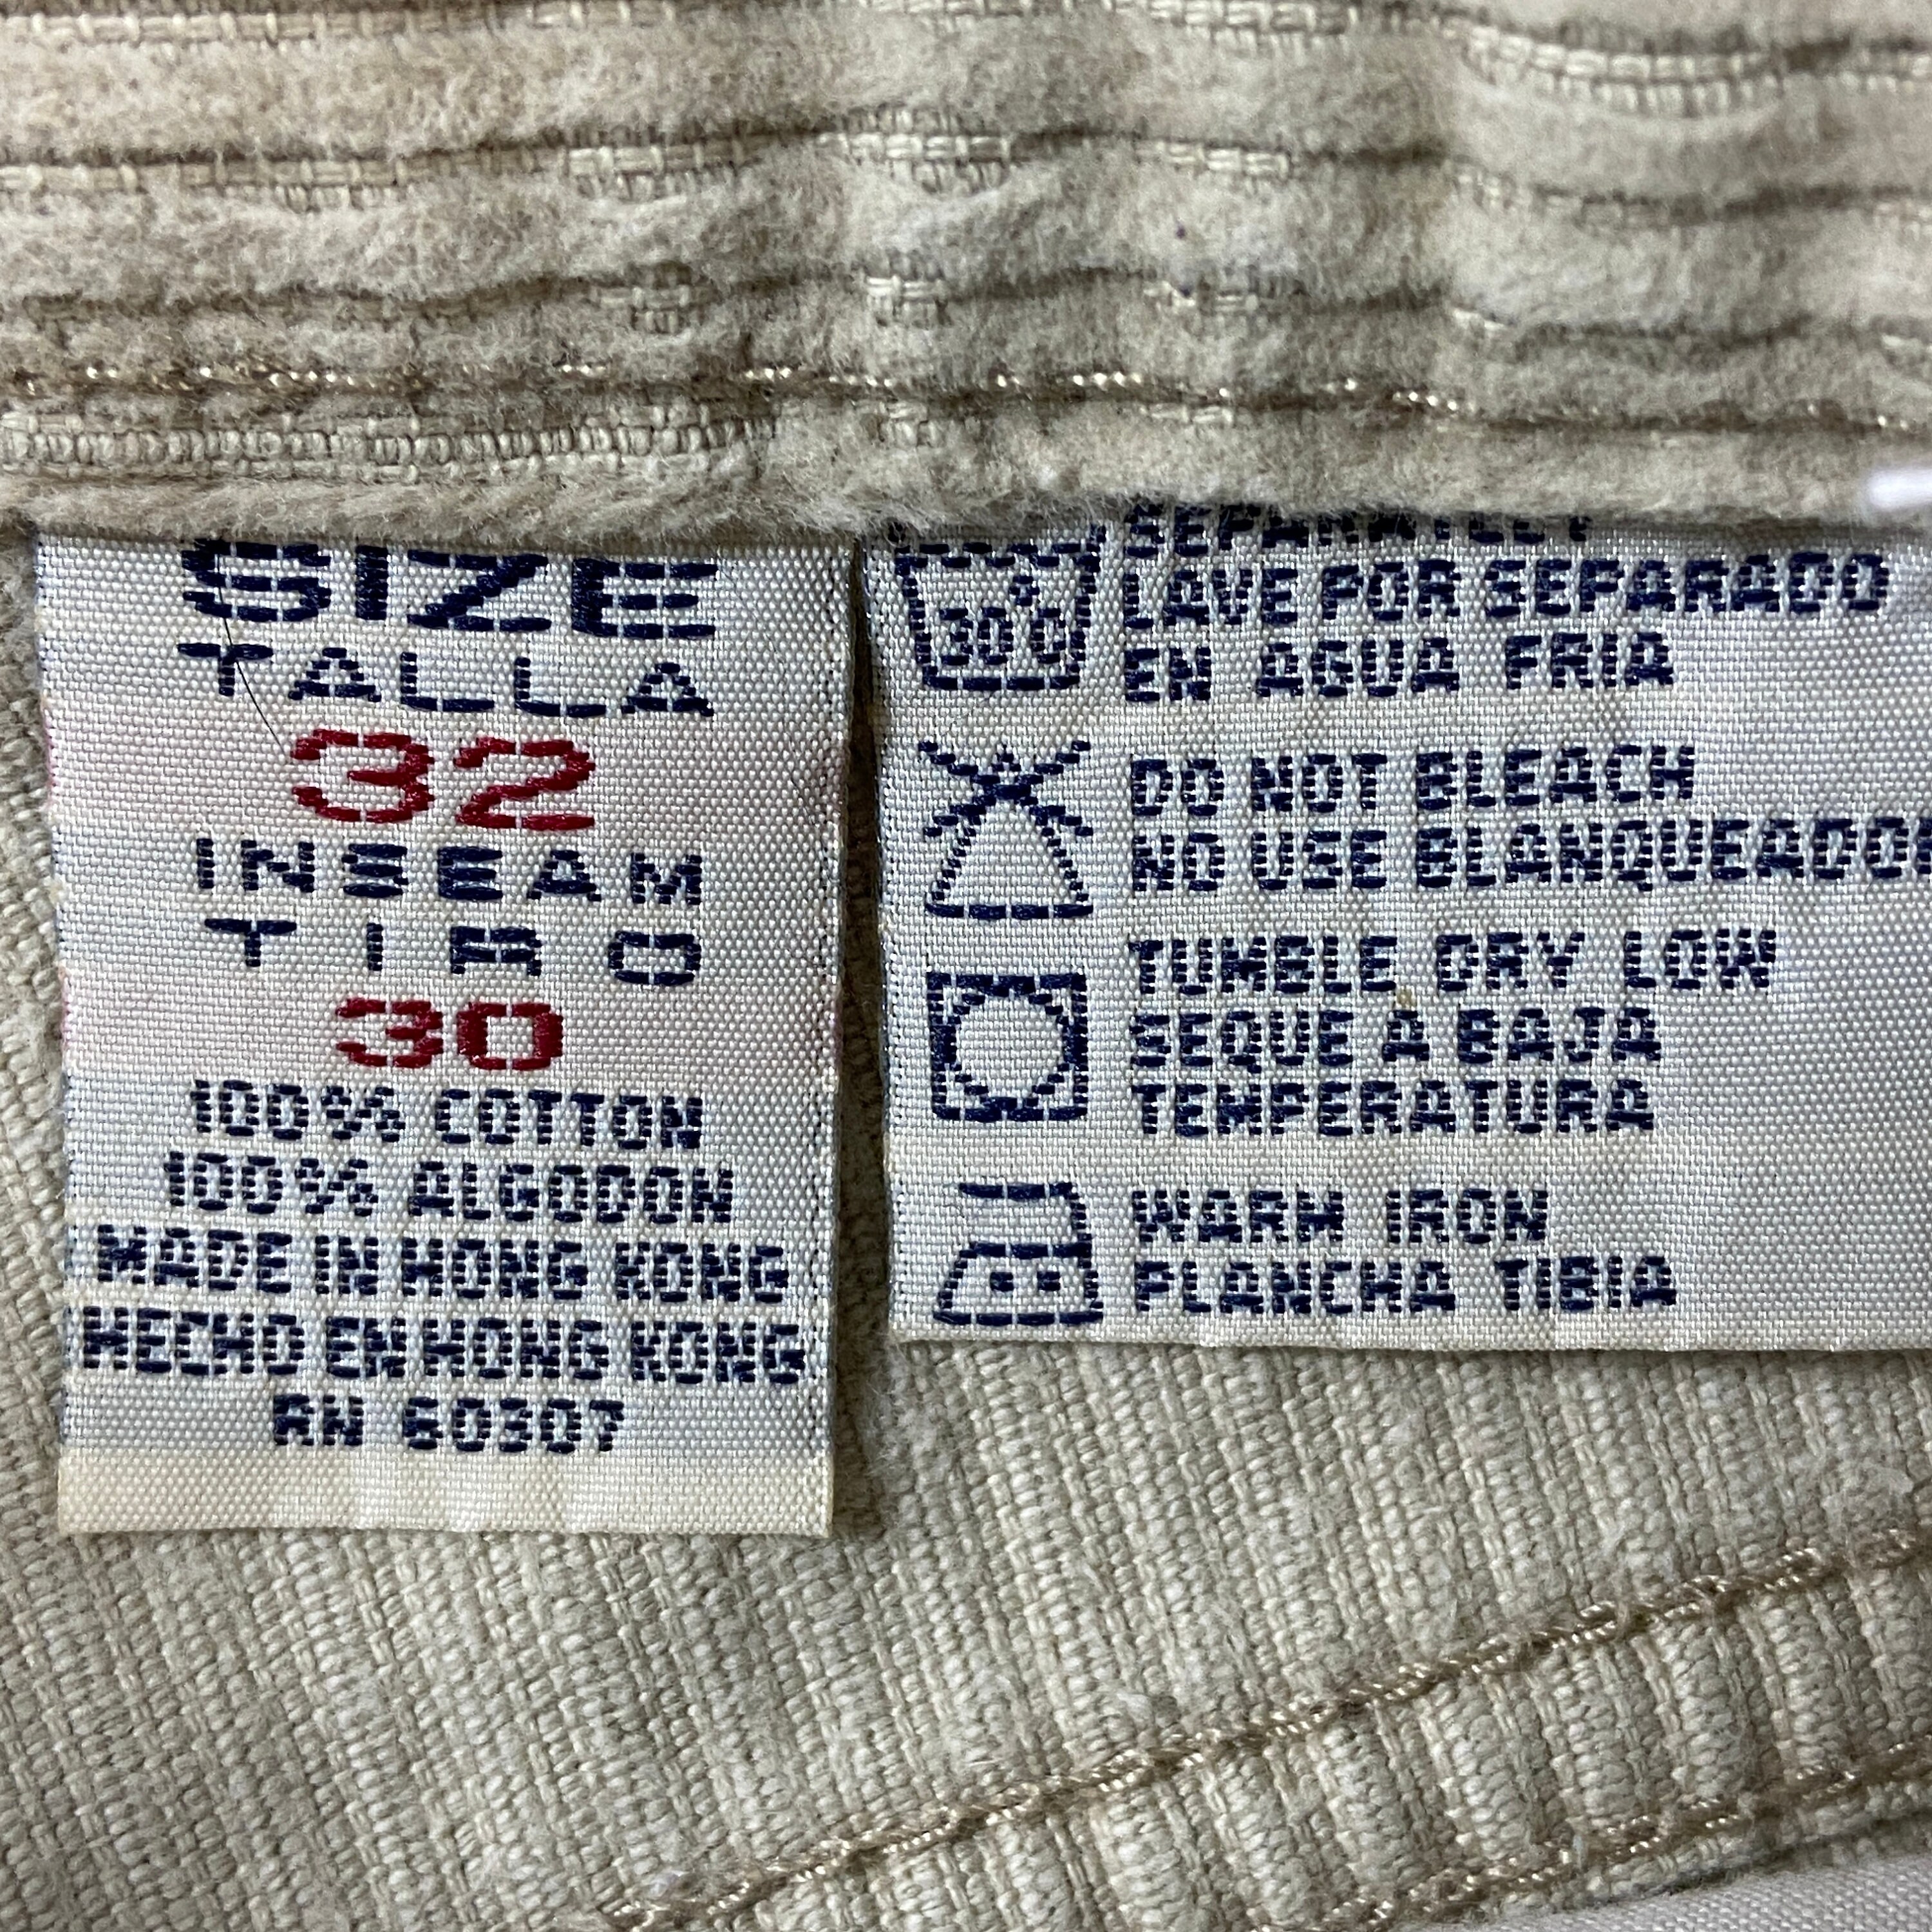 SIZE
TALLA
32
INSEAM
TIRO
30
100% COTTON
100% ALGODON
MADE IN HONG KONG
HECHO EN HONG KONG
RN 60307
SEPARATELY
30°C
LAVE POR SEPARADO
EN AGUA FRIA
DO NOT BLEACH
NO USE BLANQUEADOR
TUMBLE DRY LOW
SEQUE A BAJA
TEMPERATURA
WARM IRON
PLANCHA TIBIA